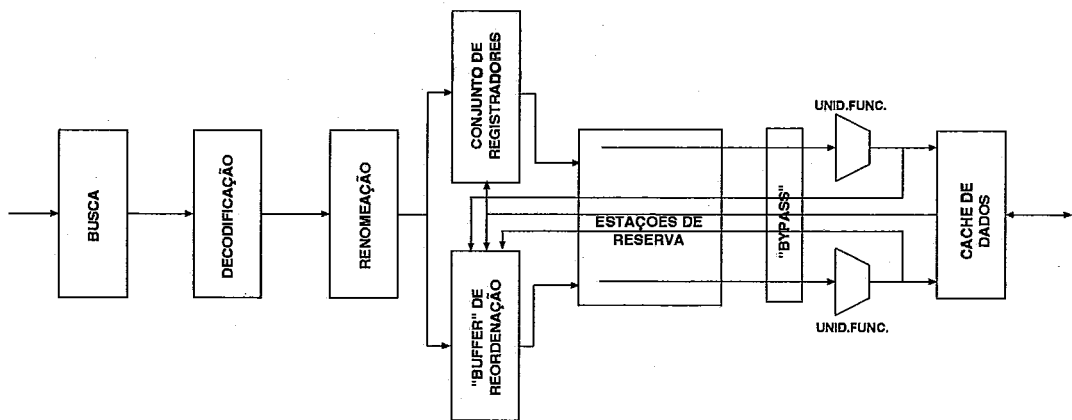 BUSCA
DECODIFICAÇÃO
RENOMEAÇÃO
CONJUNTO DE
REGISTRADORES
"BUFFER" DE
REORDENAÇÃO
ESTAÇÕES DE
RESERVA
"BYPASS"
UNID.FUNC.
UNID.FUNC.
CACHE DE
DADOS